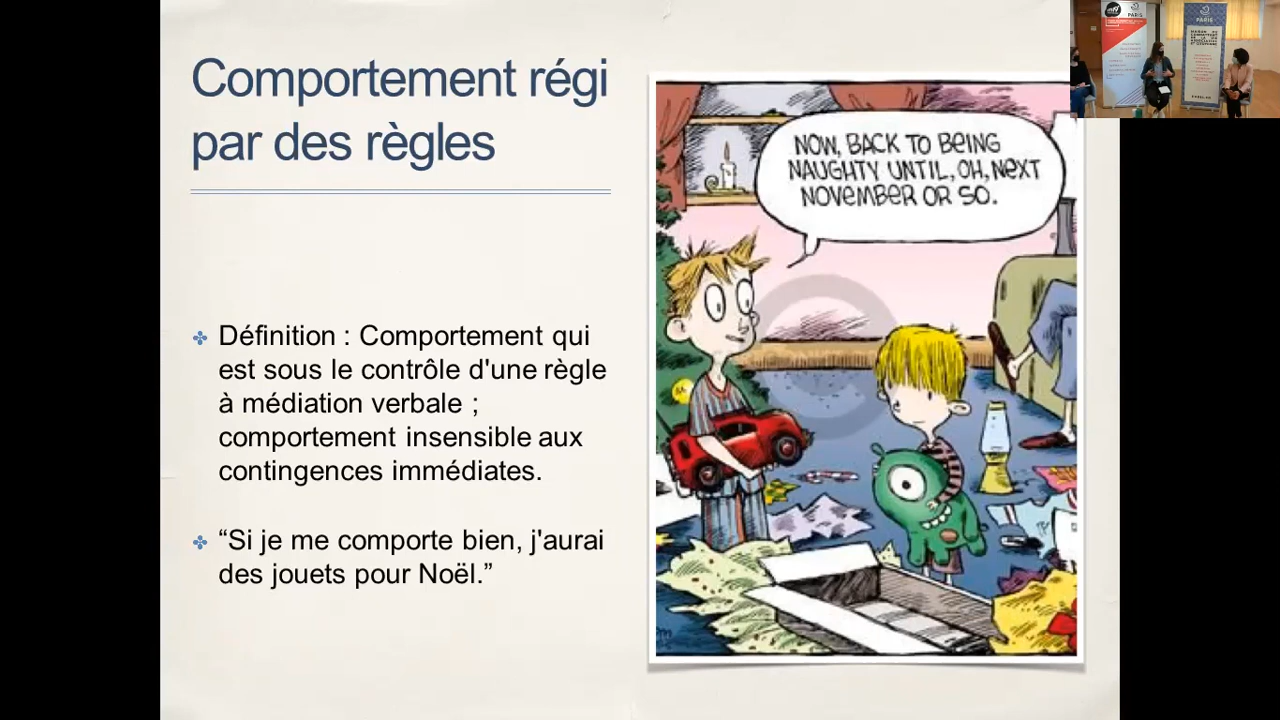 Comportement régi
par des règles
Définition : Comportement qui
est sous le contrôle d'une règle
à médiation verbale ;
comportement insensible aux
contingences immédiates.
“Si je me comporte bien, j'aurai
des jouets pour Noël.”
NOW, BACK TO BEING
NAUGHTY UNTIL, OH, NEXT
NOVEMBER OR SO.
PARIS
PARIS